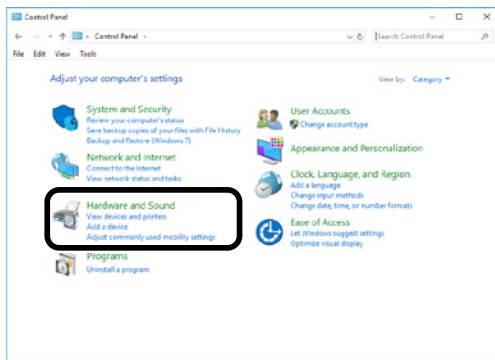 Control Panel
Control Panel
Search Control Panel
File Edit View Tools
Adjust your computer's settings
View by: Category
System and Security
Review your computer's status
Save backup copies of your files with File History
Backup and Restore (Windows 7)
Network and Internet
Connect to the Internet
View network status and tasks
Hardware and Sound
View devices and printers
Add a device
Adjust commonly used mobility settings
Programs
Uninstall a program
User Accounts
Change account type
Appearance and Personalization
Clock, Language, and Region
Add a language
Change input methods
Change date, time, or number formats
Ease of Access
Let Windows suggest settings
Optimize visual display